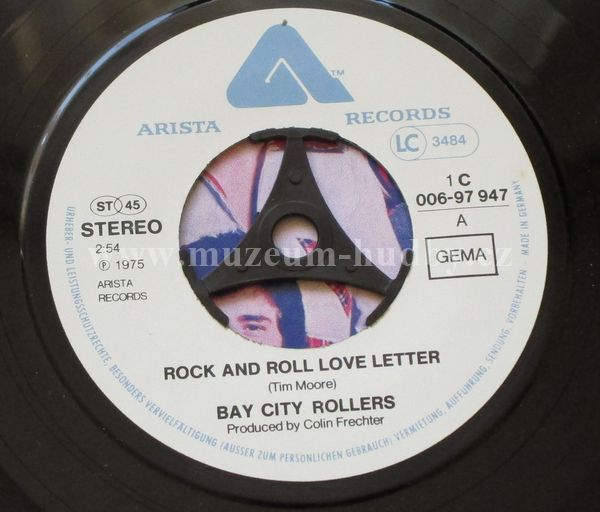 TM
ARISTA RECORDS
LC 3484
1 C
006-97 947
A
GEMA
ST 45
STEREO
2:54
Ⓟ 1975
ARISTA
RECORDS
www.muzeum-hudby.cz
ROCK AND ROLL LOVE LETTER
(Tim Moore)
BAY CITY ROLLERS
Produced by Colin Frechter
URHEBER- UND LEISTUNGSSCHUTZRECHTE, BESONDERS VERVIELFÄLTIGUNG (AUSSER ZUM PERSÖNLICHEN GEBRAUCH), VERMIETUNG, AUFFÜHRUNG, SENDUNG, VORBEHALTEN · MADE IN GERMANY